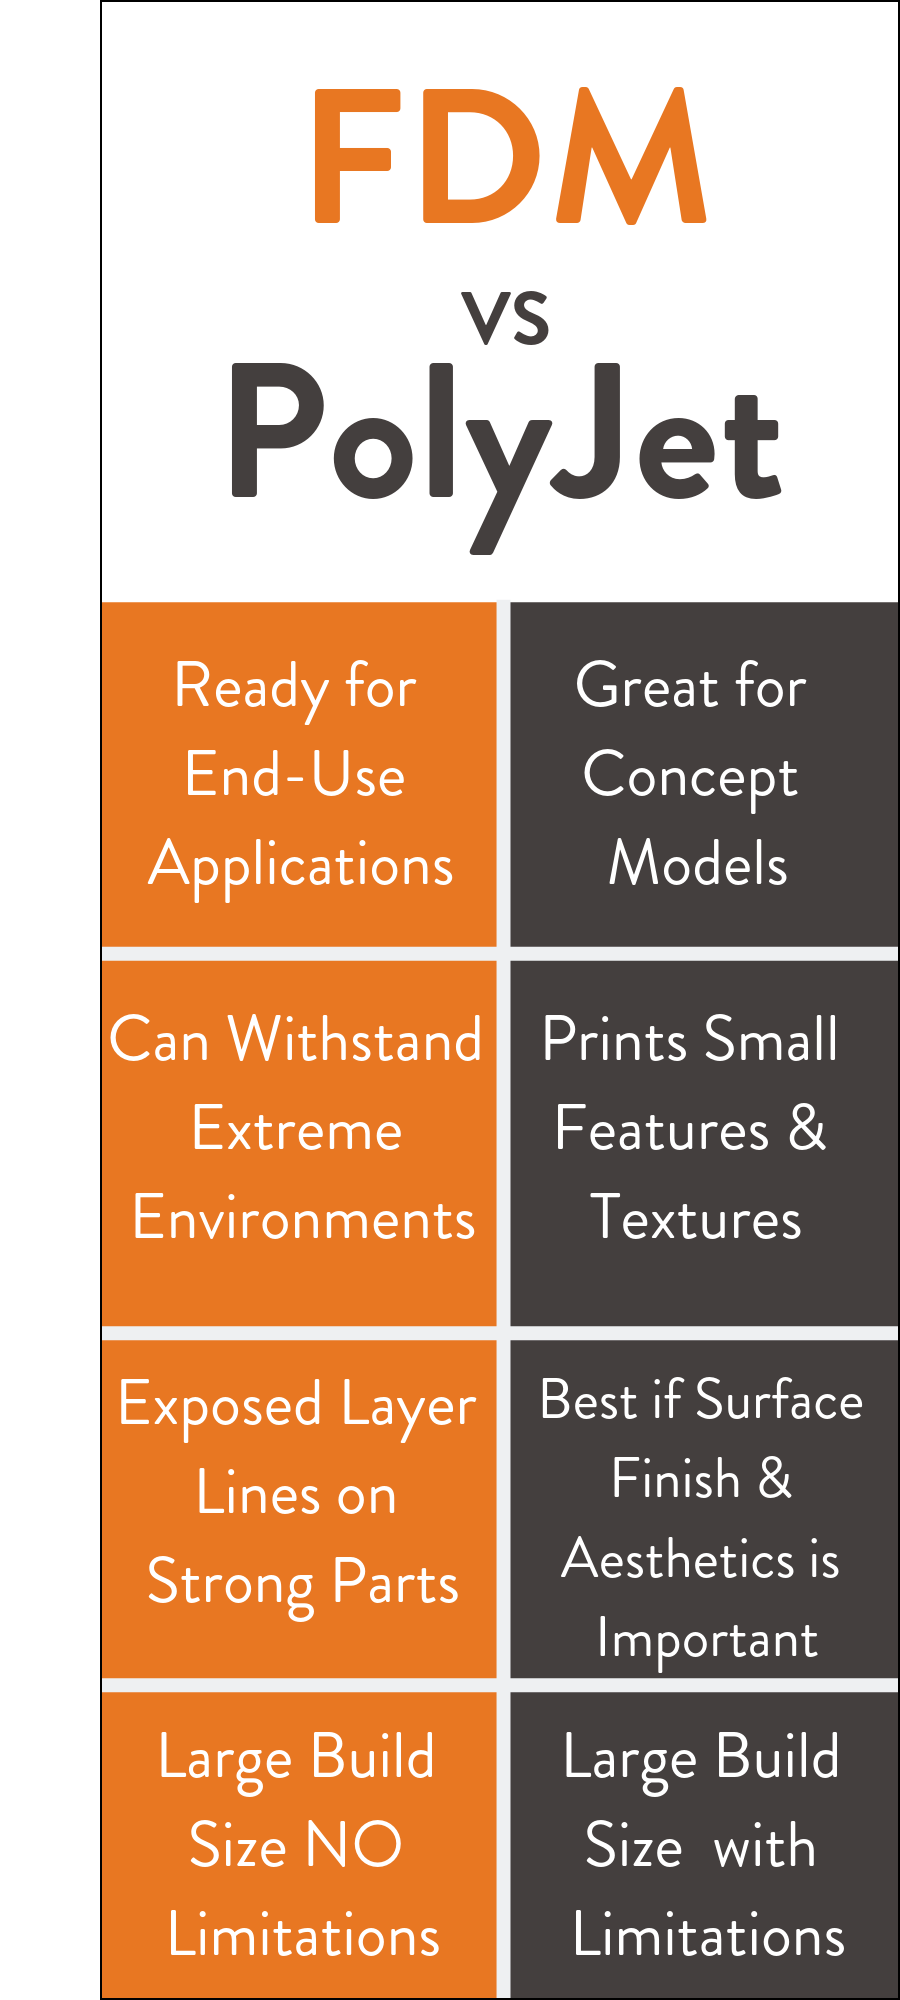 FDM
vs
PolyJet
Ready for
End-Use
Applications
Great for
Concept
Models
Can Withstand
Extreme
Environments
Prints Small
Features &
Textures
Exposed Layer
Lines on
Strong Parts
Best if Surface
Finish &
Aesthetics is
Important
Large Build
Size NO
Limitations
Large Build
Size with
Limitations